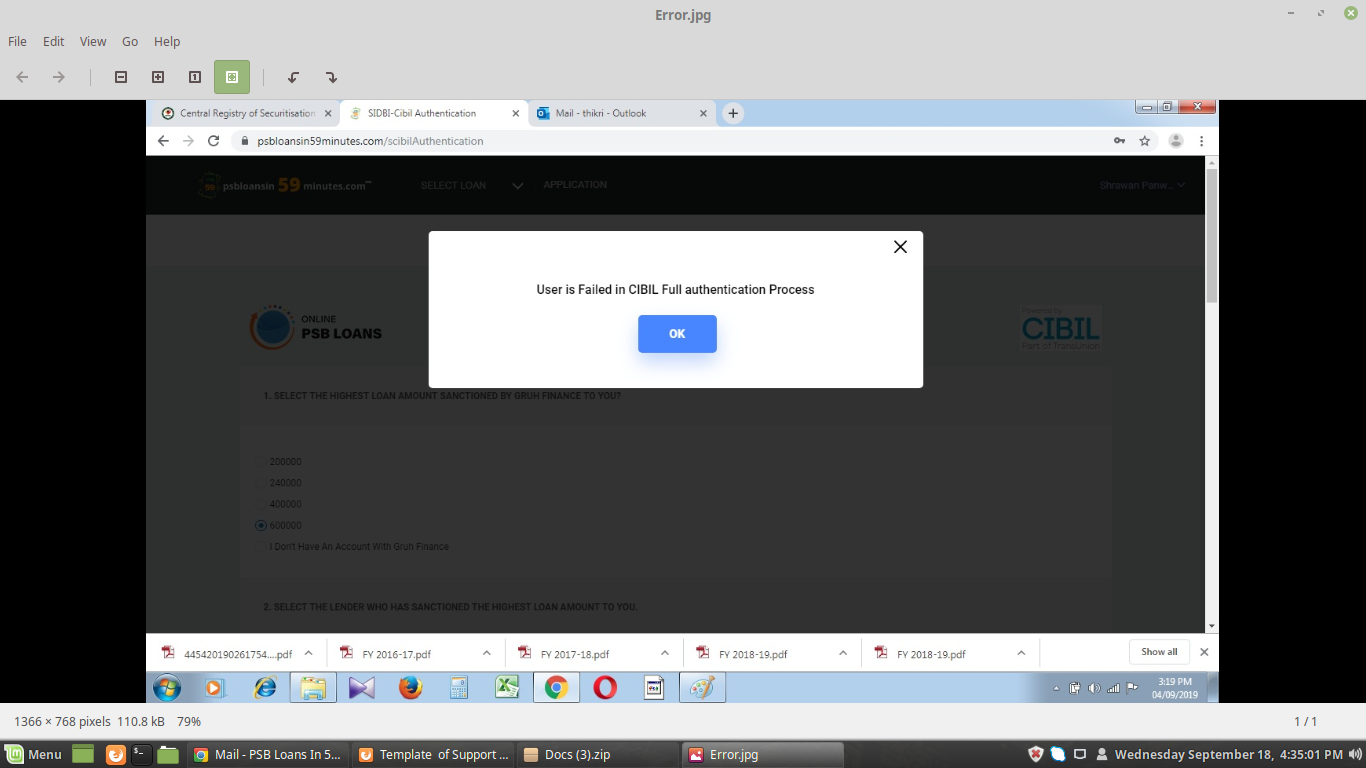 Error.jpg
File Edit View Go Help
Central Registry of Securitisation
SIDBI-Cibil Authentication
Mail - thikri - Outlook
psbloansin59minutes.com/scibilAuthentication
psbloansin 59 minutes.com
SELECT LOAN
APPLICATION
Shrawan Panw...
User is Failed in CIBIL Full authentication Process
OK
ONLINE
PSB LOANS
Powered by
CIBIL
Part of TransUnion
1. SELECT THE HIGHEST LOAN AMOUNT SANCTIONED BY GRUH FINANCE TO YOU?
200000
240000
400000
600000
I Don't Have An Account With Gruh Finance
2. SELECT THE LENDER WHO HAS SANCTIONED THE HIGHEST LOAN AMOUNT TO YOU.
445420190261754....pdf
FY 2016-17.pdf
FY 2017-18.pdf
FY 2018-19.pdf
FY 2018-19.pdf
Show all
3:19 PM
04/09/2019
1366 × 768 pixels 110.8 kB 79%
1 / 1
Menu
Mail - PSB Loans In 5...
Template of Support ...
Docs (3).zip
Error.jpg
Wednesday September 18, 4:35:01 PM